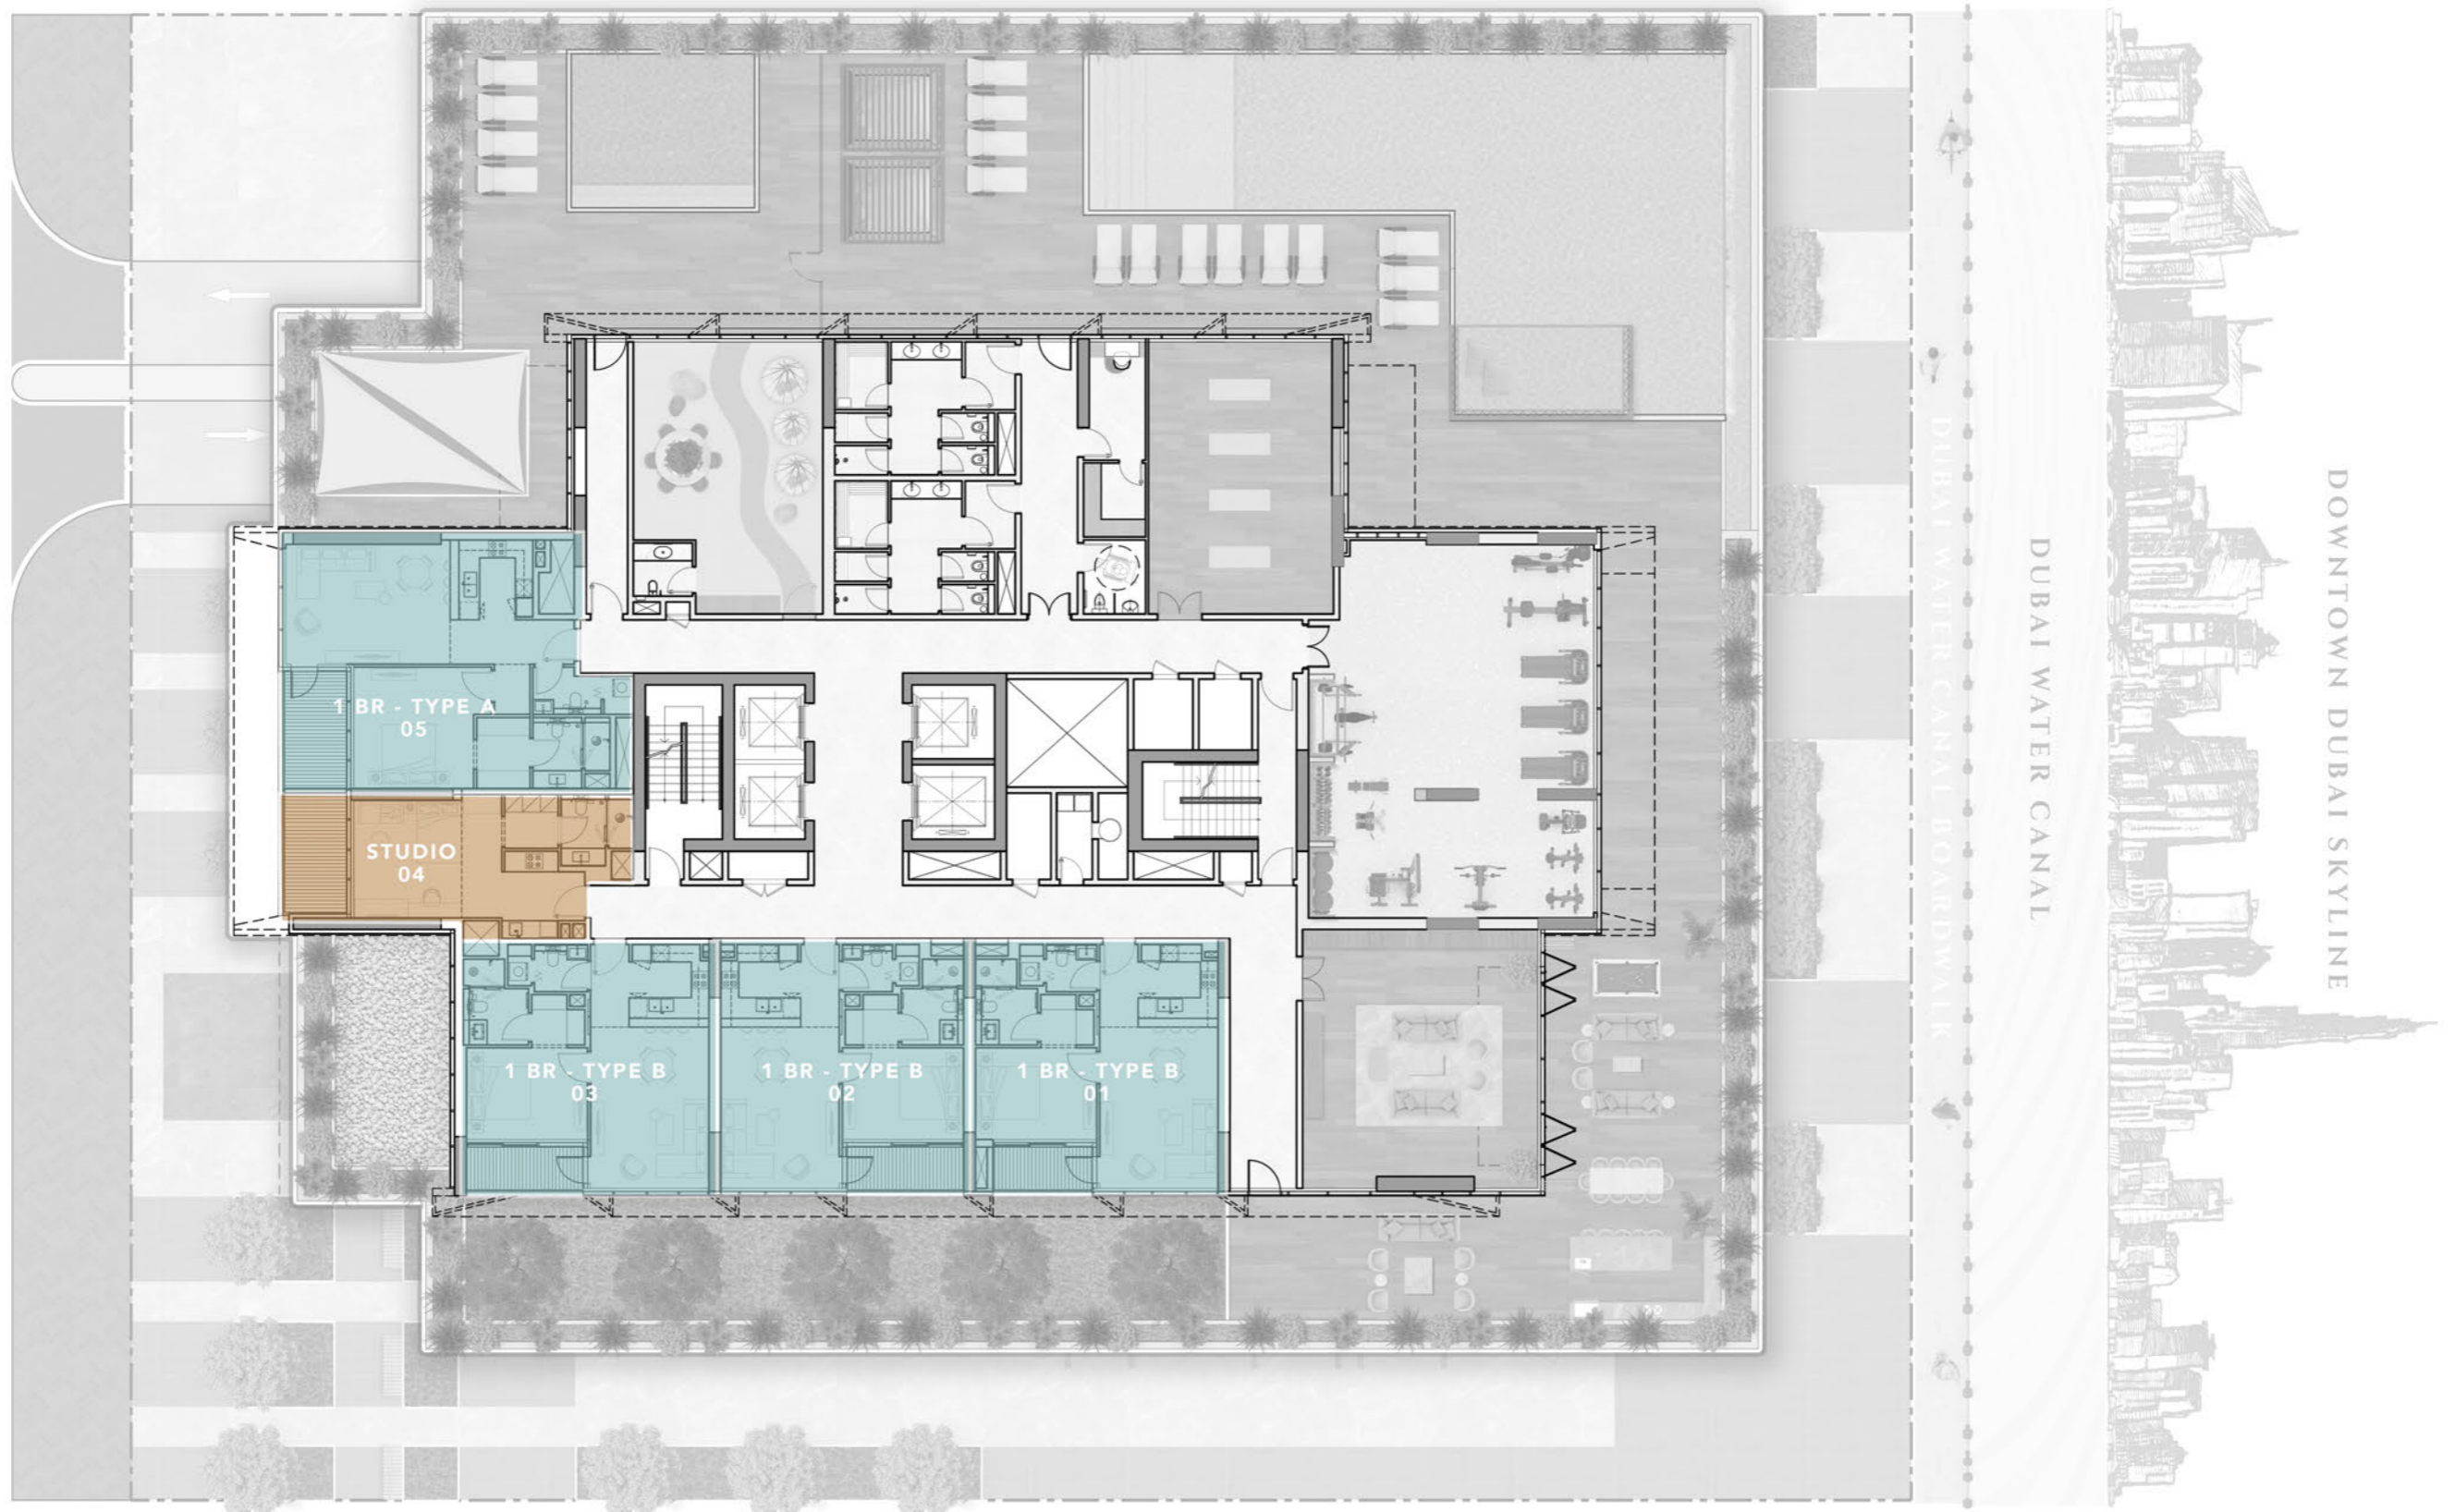 1 BR - TYPE A
05
STUDIO
04
1 BR - TYPE B
03
1 BR - TYPE B
02
1 BR - TYPE B
01
DUBAI WATER CANAL BOARDWALK
DUBAI WATER CANAL
DOWNTOWN DUBAI SKYLINE